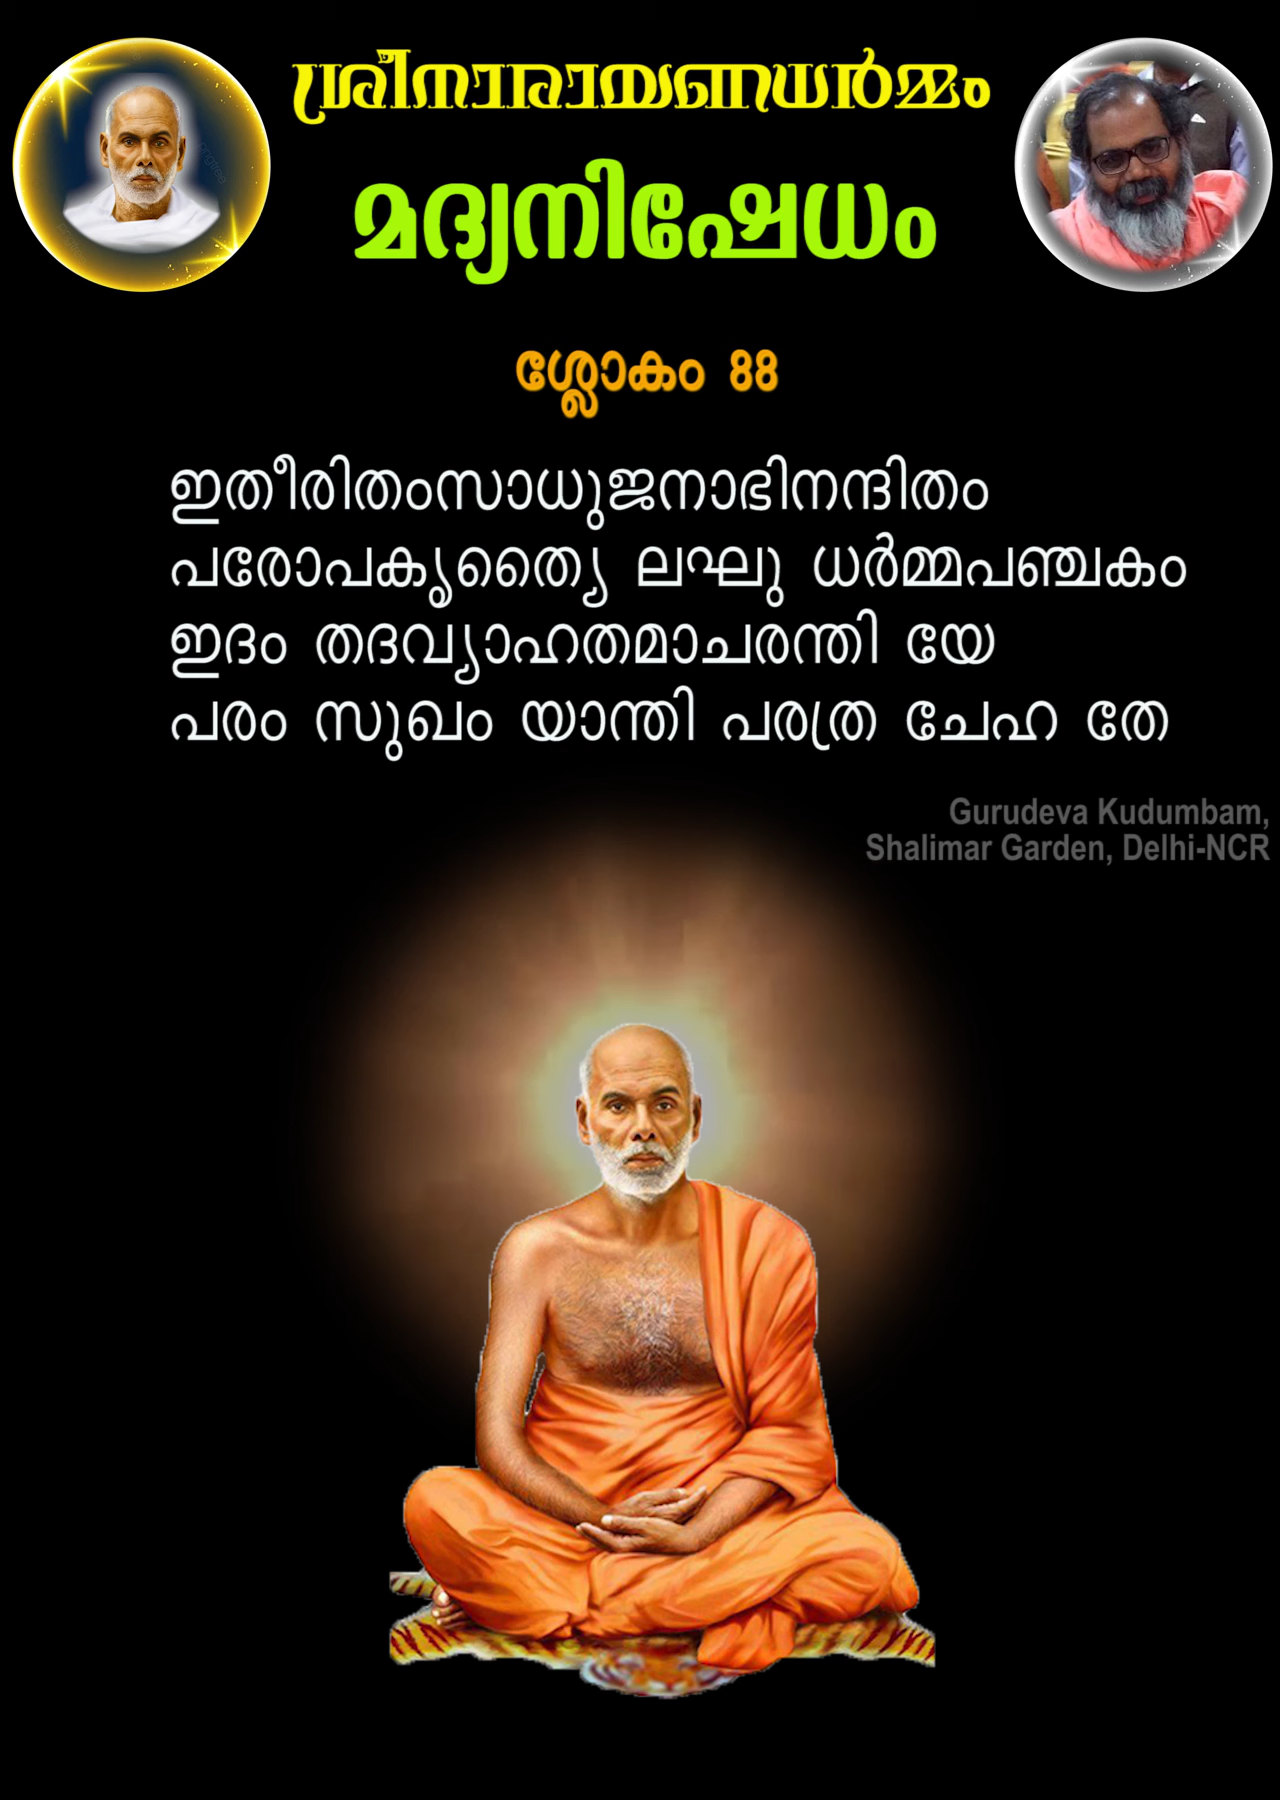 ശ്രീനാരായണധർമ്മം
മദ്യനിഷേധം
ശ്ലോകം 88
ഇതീരിതംസാധുജനാഭിനന്ദിതം
പരോപകൃത്യൈ ലഘു ധർമ്മപഞ്ചകം
ഇദം തദവ്യാഹതമാചരന്തി യേ
പരം സുഖം യാന്തി പരത്ര ചേഹ തേ
Gurudeva Kudumbam,
Shalimar Garden, Delhi-NCR